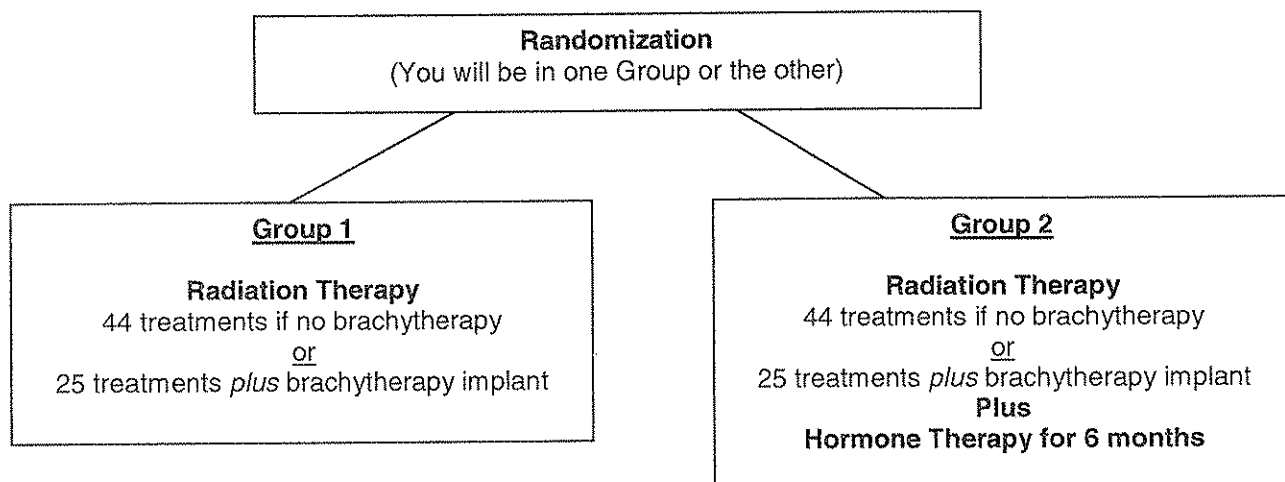 Randomization
(You will be in one Group or the other)
Group 1
Radiation Therapy
44 treatments if no brachytherapy
or
25 treatments plus brachytherapy implant
Group 2
Radiation Therapy
44 treatments if no brachytherapy
or
25 treatments plus brachytherapy implant
Plus
Hormone Therapy for 6 months